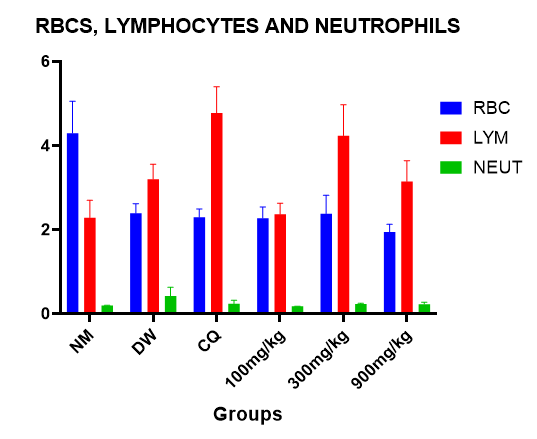 RBCS, LYMPHOCYTES AND NEUTROPHILS
6
4
2
0
RBC
LYM
NEUT
NM
DW
CQ
100mg/kg
300mg/kg
900mg/kg
Groups